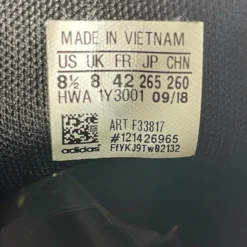 MADE IN VIETNAM
US UK FR JP CHN
8½ 8 42 265 260
HWA 1Y3001 09/18
ART F33817
#121426965
adidas FfYKJ9Tw02132